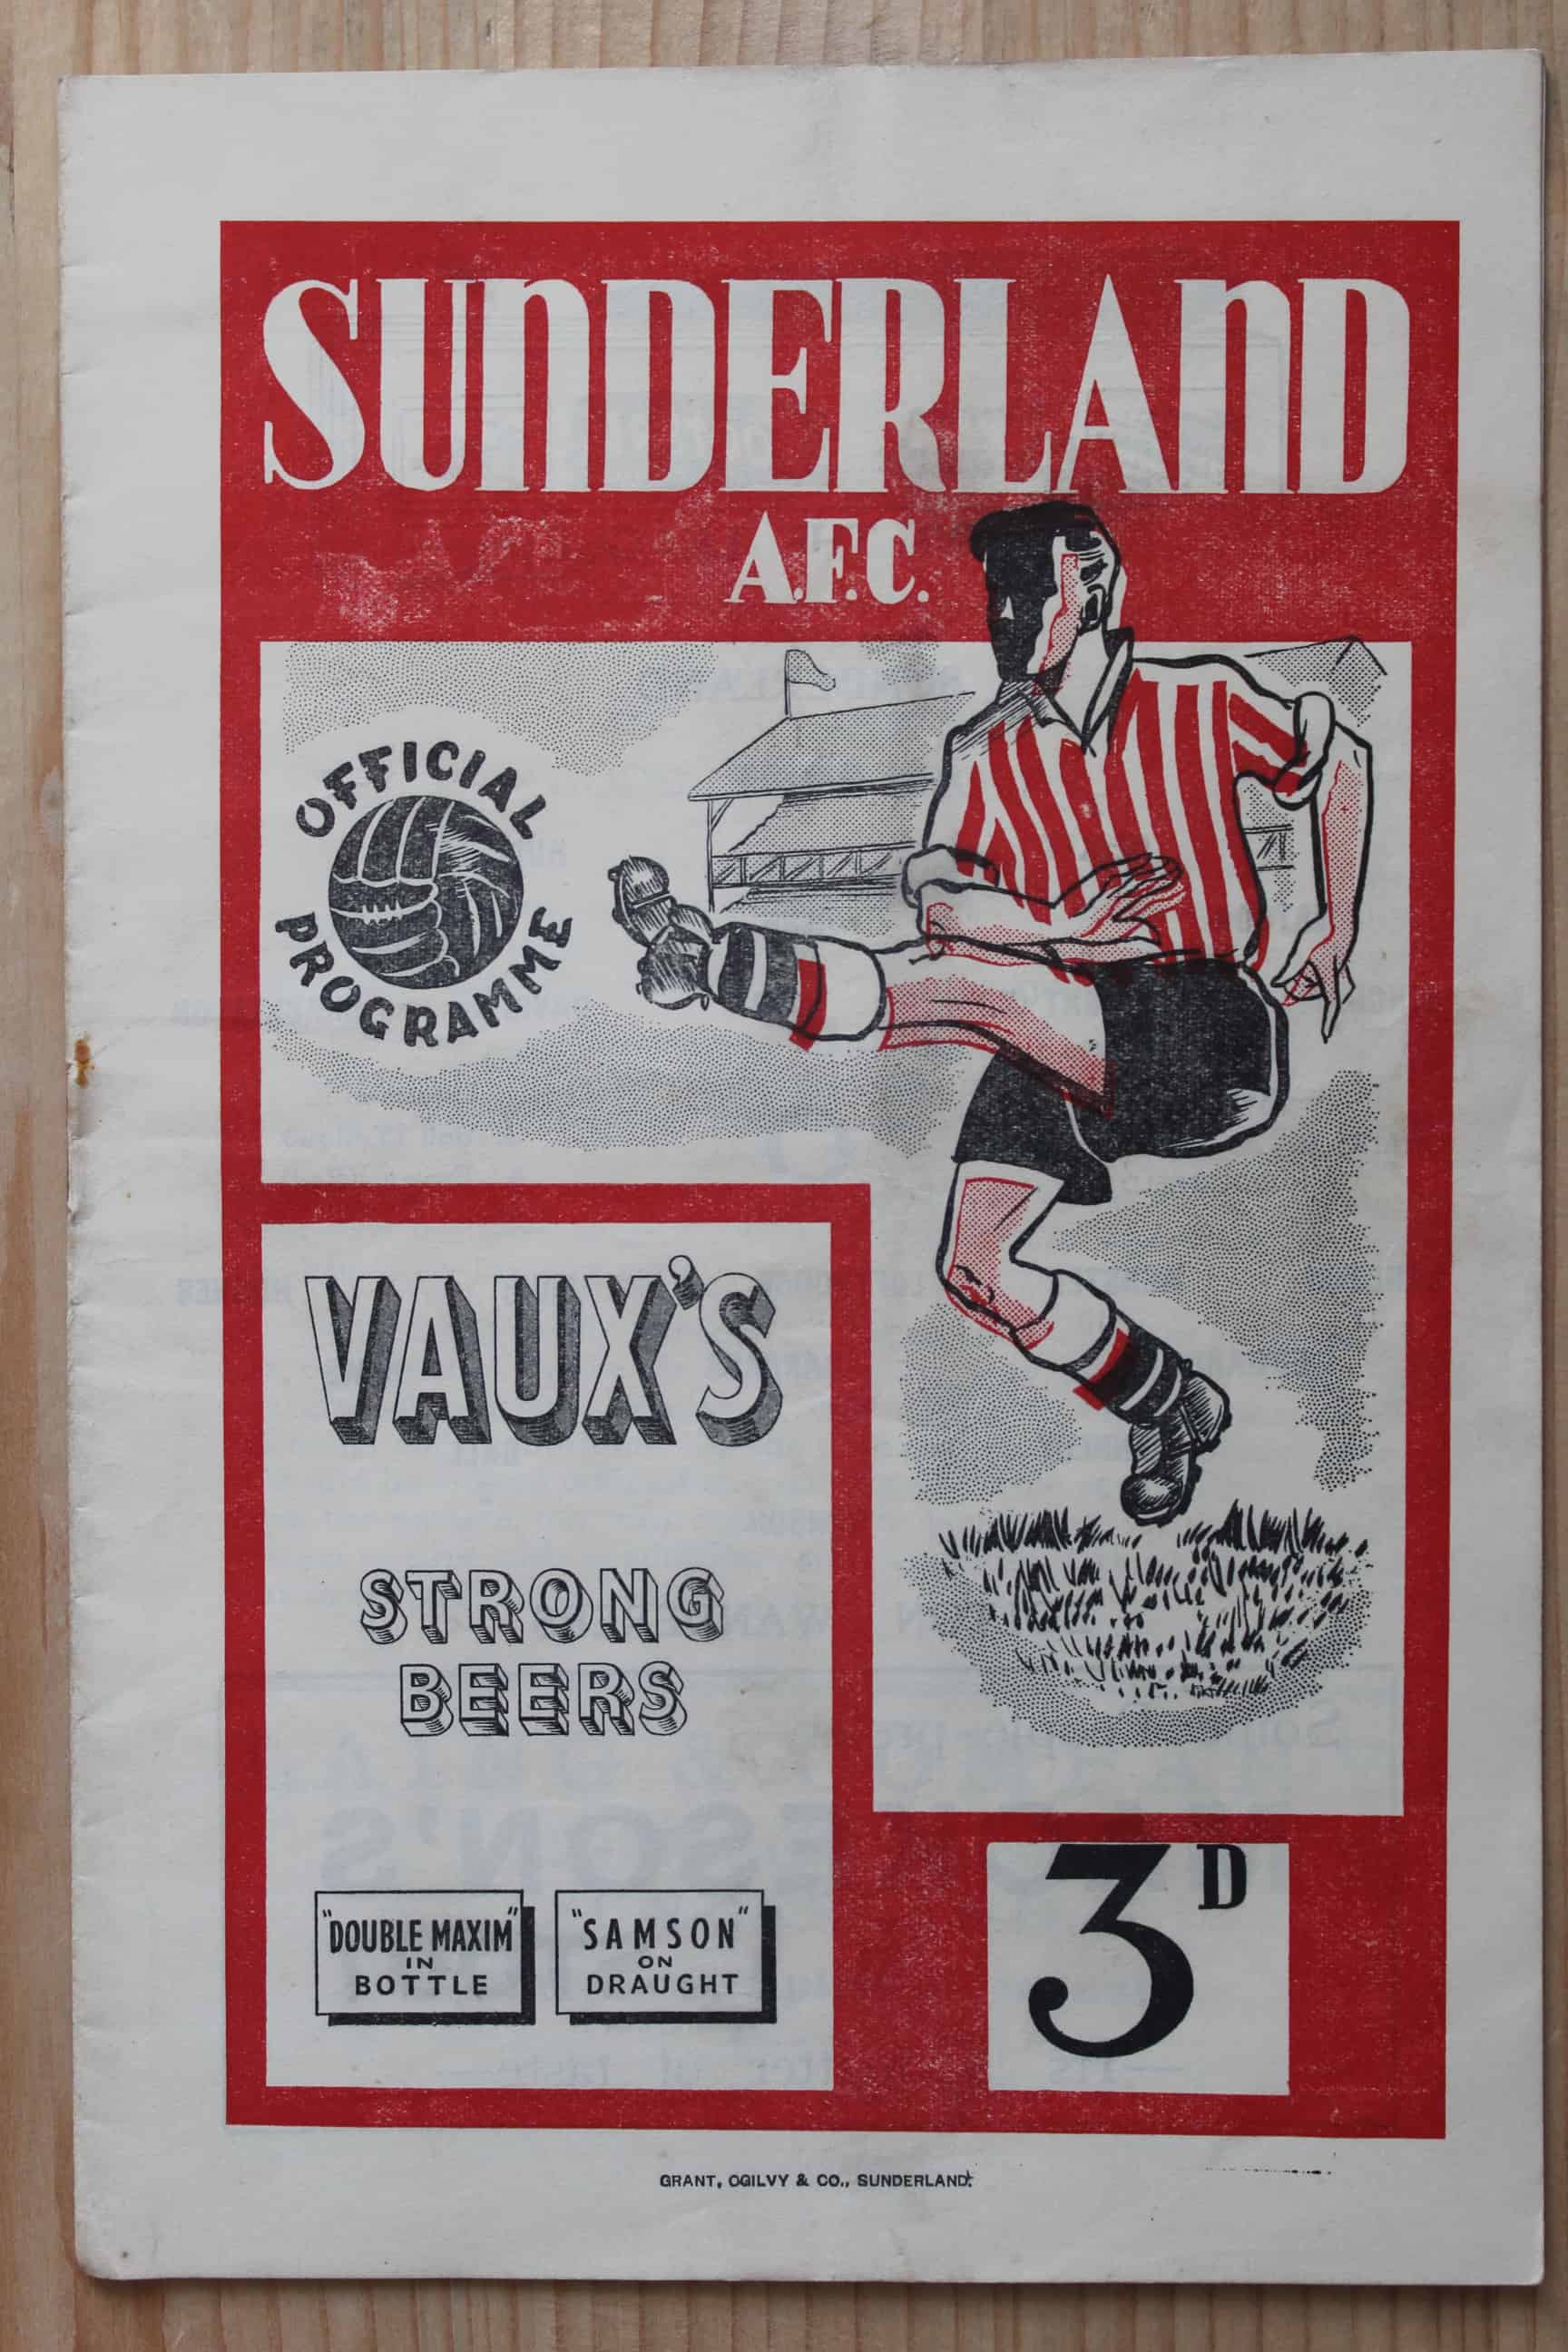 SUNDERLAND
A.F.C.
OFFICIAL
PROGRAMME
VAUX'S
STRONG
BEERS
"DOUBLE MAXIM"
IN
BOTTLE
"SAMSON"
ON
DRAUGHT
3D
GRANT, OGILVY & CO., SUNDERLAND.